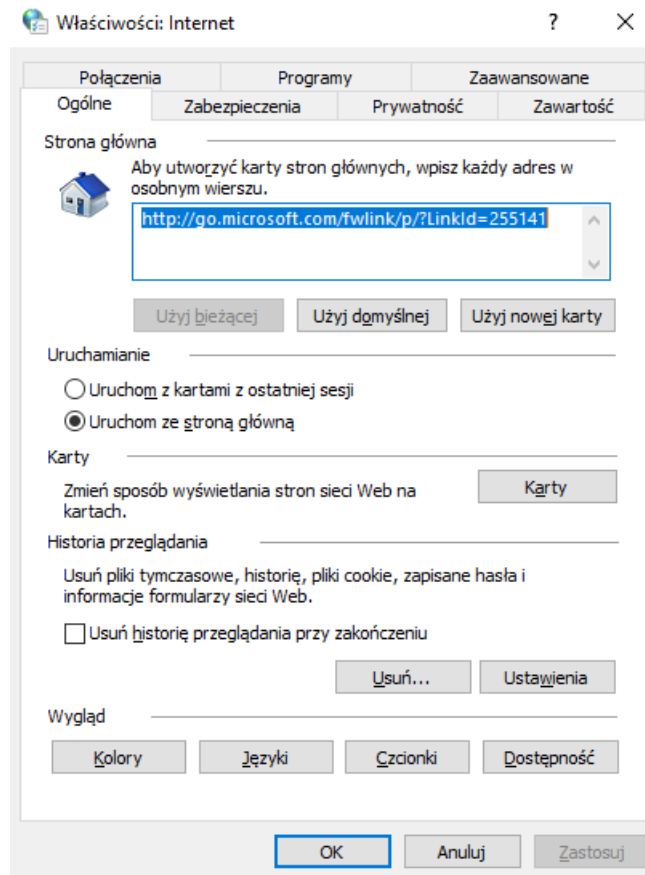 Właściwości: Internet
?
Połączenia
Programy
Zaawansowane
Ogólne
Zabezpieczenia
Prywatność
Zawartość
Strona główna
Aby utworzyć karty stron głównych, wpisz każdy adres w
osobnym wierszu.
http://go.microsoft.com/fwlink/p/?LinkId=255141
Użyj bieżącej
Użyj domyślnej
Użyj nowej karty
Uruchamianie
Uruchom z kartami z ostatniej sesji
Uruchom ze stroną główną
Karty
Zmień sposób wyświetlania stron sieci Web na
kartach.
Karty
Historia przeglądania
Usuń pliki tymczasowe, historię, pliki cookie, zapisane hasła i
informacje formularzy sieci Web.
Usuń historię przeglądania przy zakończeniu
Usuń...
Ustawienia
Wygląd
Kolory
Języki
Czcionki
Dostępność
OK
Anuluj
Zastosuj